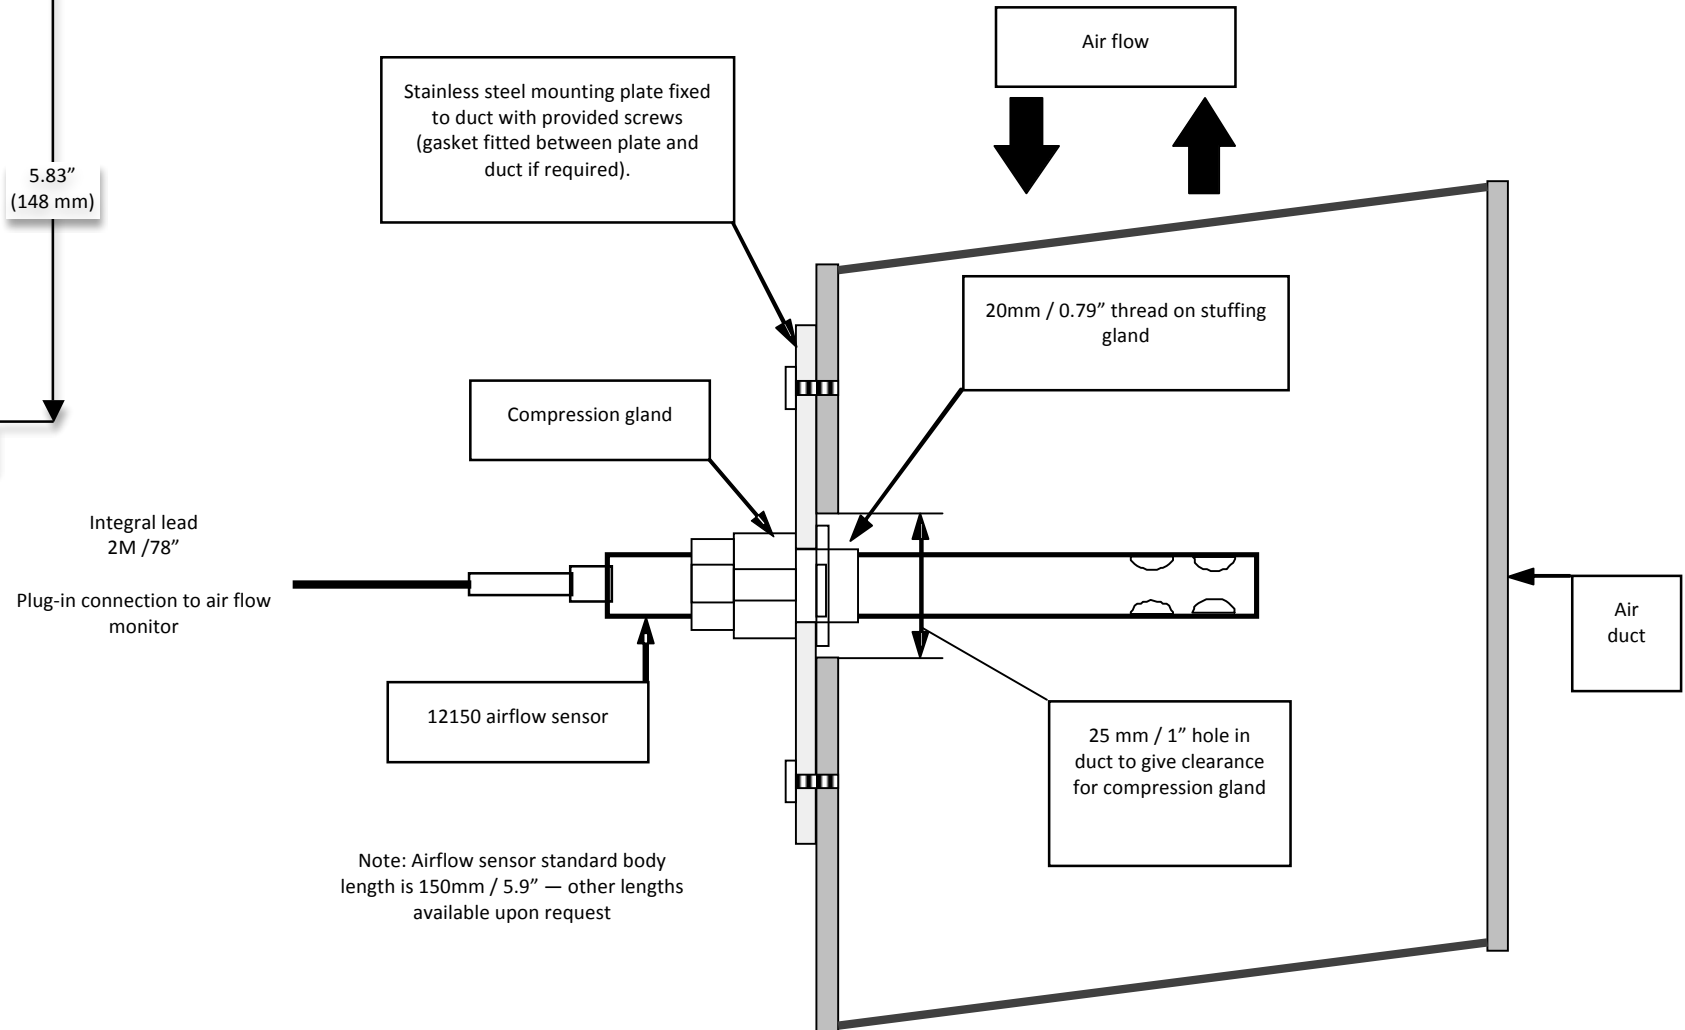 Air flow
Stainless steel mounting plate fixed
to duct with provided screws
(gasket fitted between plate and
duct if required).
5.83”
(148 mm)
20mm / 0.79” thread on stuffing
gland
Compression gland
Integral lead
2M /78”
Plug-in connection to air flow
monitor
Air
duct
12150 airflow sensor
25 mm / 1” hole in
duct to give clearance
for compression gland
Note: Airflow sensor standard body
length is 150mm / 5.9” — other lengths
available upon request